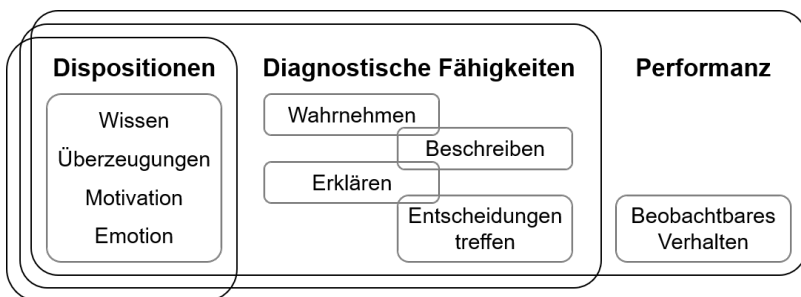 Dispositionen
Wissen
Überzeugungen
Motivation
Emotion
Diagnostische Fähigkeiten
Wahrnehmen
Beschreiben
Erklären
Entscheidungen
treffen
Performanz
Beobachtbares
Verhalten